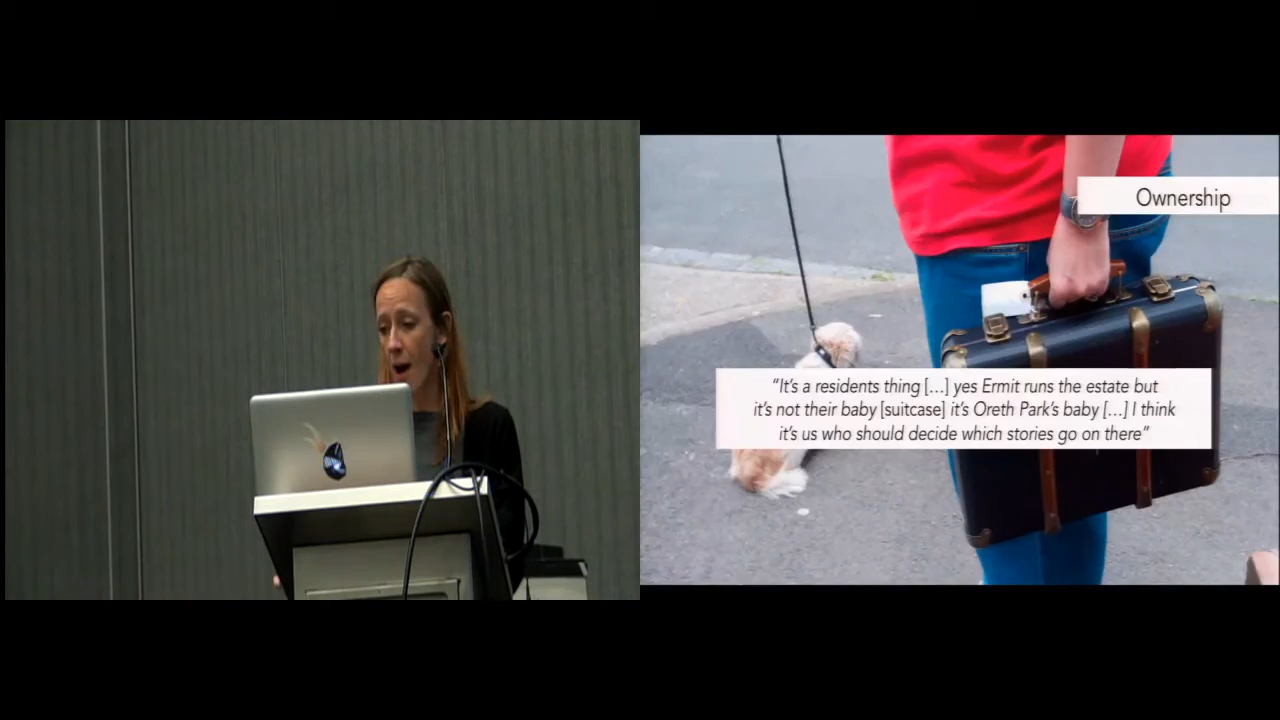 Ownership
“It’s a residents thing [...] yes Ermit runs the estate but
it’s not their baby [suitcase] it’s Oreth Park’s baby [...] I think
it’s us who should decide which stories go on there”